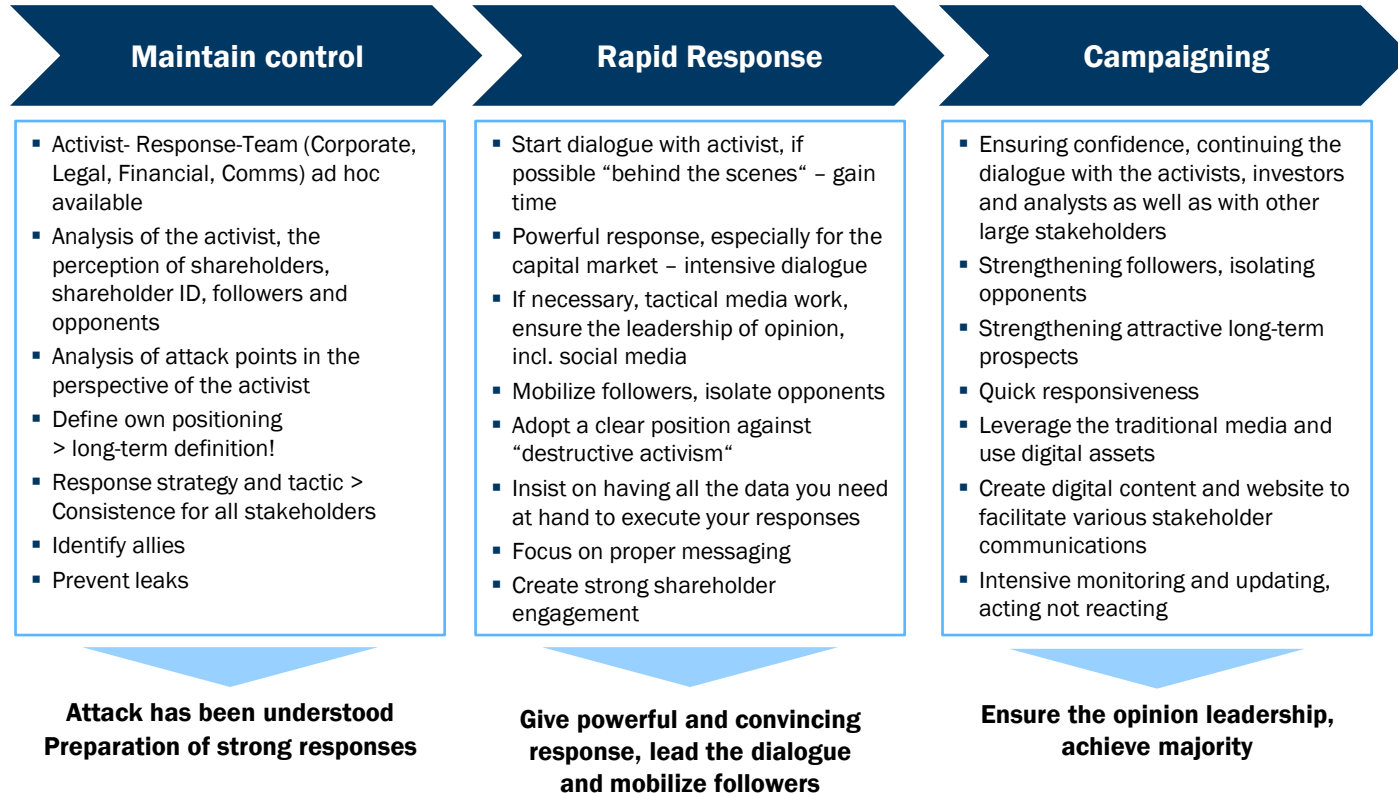 Maintain control
Activist- Response-Team (Corporate,
Legal, Financial, Comms) ad hoc
available
Analysis of the activist, the
perception of shareholders,
shareholder ID, followers and
opponents
Analysis of attack points in the
perspective of the activist
Define own positioning
> long-term definition!
Response strategy and tactic >
Consistence for all stakeholders
Identify allies
Prevent leaks
Attack has been understood
Preparation of strong responses
Rapid Response
Start dialogue with activist, if
possible “behind the scenes“ – gain
time
Powerful response, especially for the
capital market – intensive dialogue
If necessary, tactical media work,
ensure the leadership of opinion,
incl. social media
Mobilize followers, isolate opponents
Adopt a clear position against
“destructive activism“
Insist on having all the data you need
at hand to execute your responses
Focus on proper messaging
Create strong shareholder
engagement
Give powerful and convincing
response, lead the dialogue
and mobilize followers
Campaigning
Ensuring confidence, continuing the
dialogue with the activists, investors
and analysts as well as with other
large stakeholders
Strengthening followers, isolating
opponents
Strengthening attractive long-term
prospects
Quick responsiveness
Leverage the traditional media and
use digital assets
Create digital content and website to
facilitate various stakeholder
communications
Intensive monitoring and updating,
acting not reacting
Ensure the opinion leadership,
achieve majority